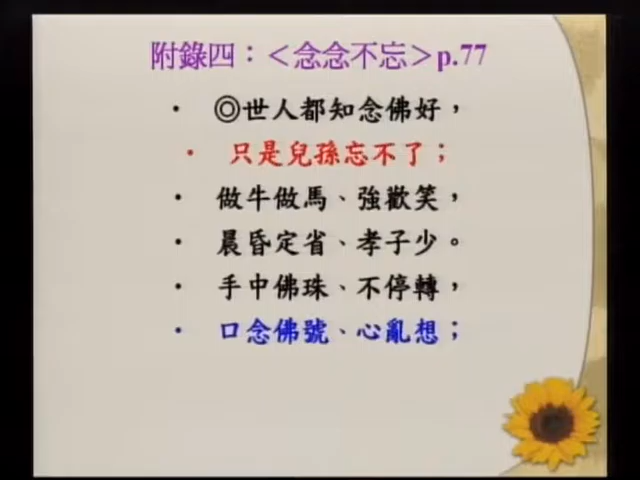 附錄四：＜念念不忘＞p.77
• ◎世人都知念佛好，
• 只是兒孫忘不了；
• 做牛做馬、強歡笑，
• 晨昏定省、孝子少。
• 手中佛珠、不停轉，
• 口念佛號、心亂想；